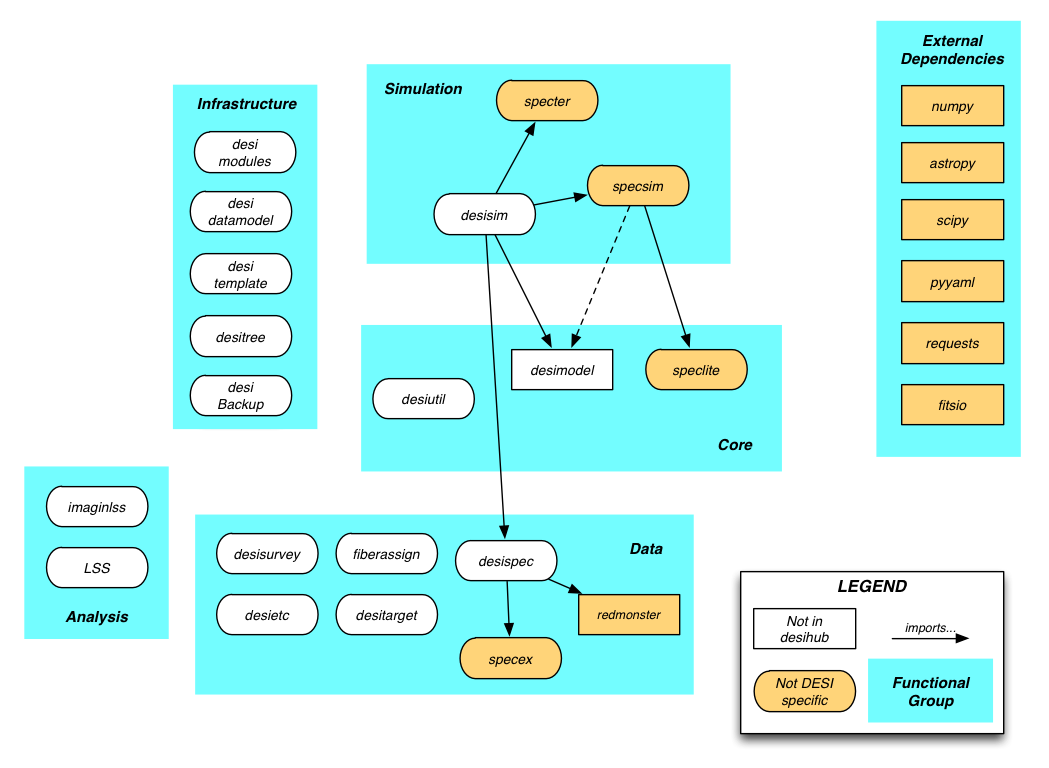 Infrastructure
desi
modules
desi
datamodel
desi
template
desitree
desi
Backup
Simulation
specter
specsim
desisim
External
Dependencies
numpy
astropy
scipy
pyyaml
requests
fitsio
desimodel
speclite
desiutil
Core
imaginlss
LSS
Analysis
desisurvey
fiberassign
desispec
Data
desietc
desitarget
redmonster
specex
LEGEND
Not in
desihub
imports...
Not DESI
specific
Functional
Group